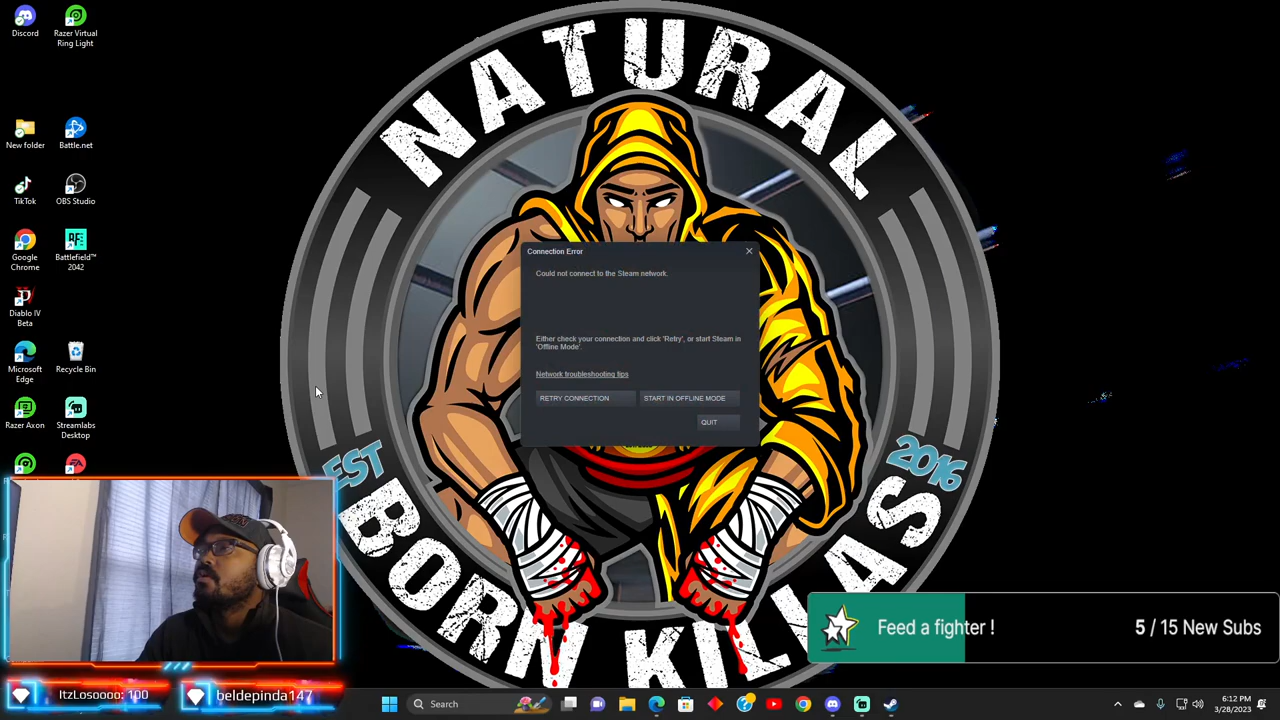 Discord
Razer Virtual
Ring Light
New folder
Battle.net
TikTok
OBS Studio
Google
Chrome
Battlefield™
2042
Diablo IV
Beta
Microsoft
Edge
Recycle Bin
Razer Axon
Streamlabs
Desktop
NATURAL
BORN KILLAS
EST
2016
Connection Error
Could not connect to the Steam network.
Either check your connection and click 'Retry', or start Steam in
'Offline Mode'.
Network troubleshooting tips
RETRY CONNECTION
START IN OFFLINE MODE
QUIT
Feed a fighter !
5 / 15 New Subs
ItzLosoooo: 100
beldepinda147
Search
6:12 PM
3/28/2023